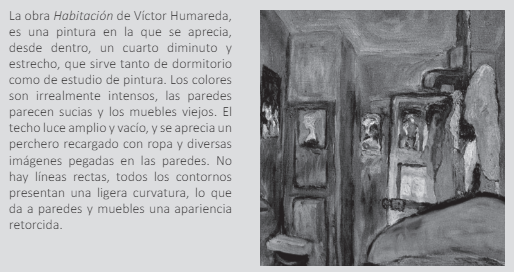 La obra Habitación de Víctor Humareda,
es una pintura en la que se aprecia,
desde dentro, un cuarto diminuto y
estrecho, que sirve tanto de dormitorio
como de estudio de pintura. Los colores
son irrealmente intensos, las paredes
parecen sucias y los muebles viejos. El
techo luce amplio y vacío, y se aprecia un
perchero recargado con ropa y diversas
imágenes pegadas en las paredes. No
hay líneas rectas, todos los contornos
presentan una ligera curvatura, lo que
da a paredes y muebles una apariencia
retorcida.